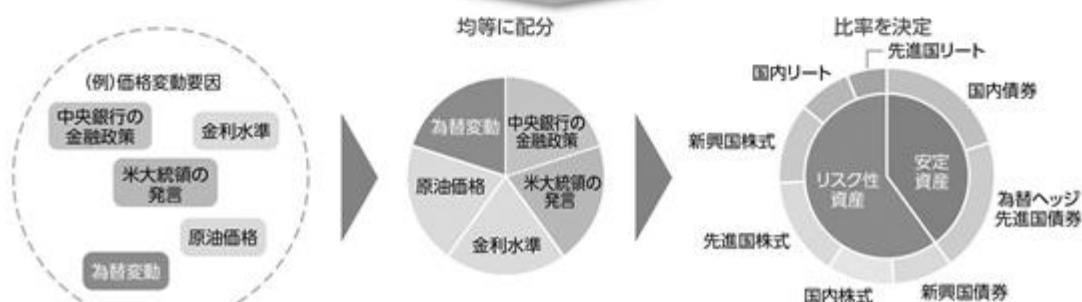 均等に配分
比率を決定
(例)価格変動要因
中央銀行の
金融政策
金利水準
米大統領の
発言
原油価格
為替変動
為替変動
中央銀行の
金融政策
原油価格
米大統領の
発言
金利水準
先進国リート
国内リート
国内債券
新興国株式
安定
資産
リスク性
資産
為替ヘッジ
先進国債券
先進国株式
国内株式
新興国債券